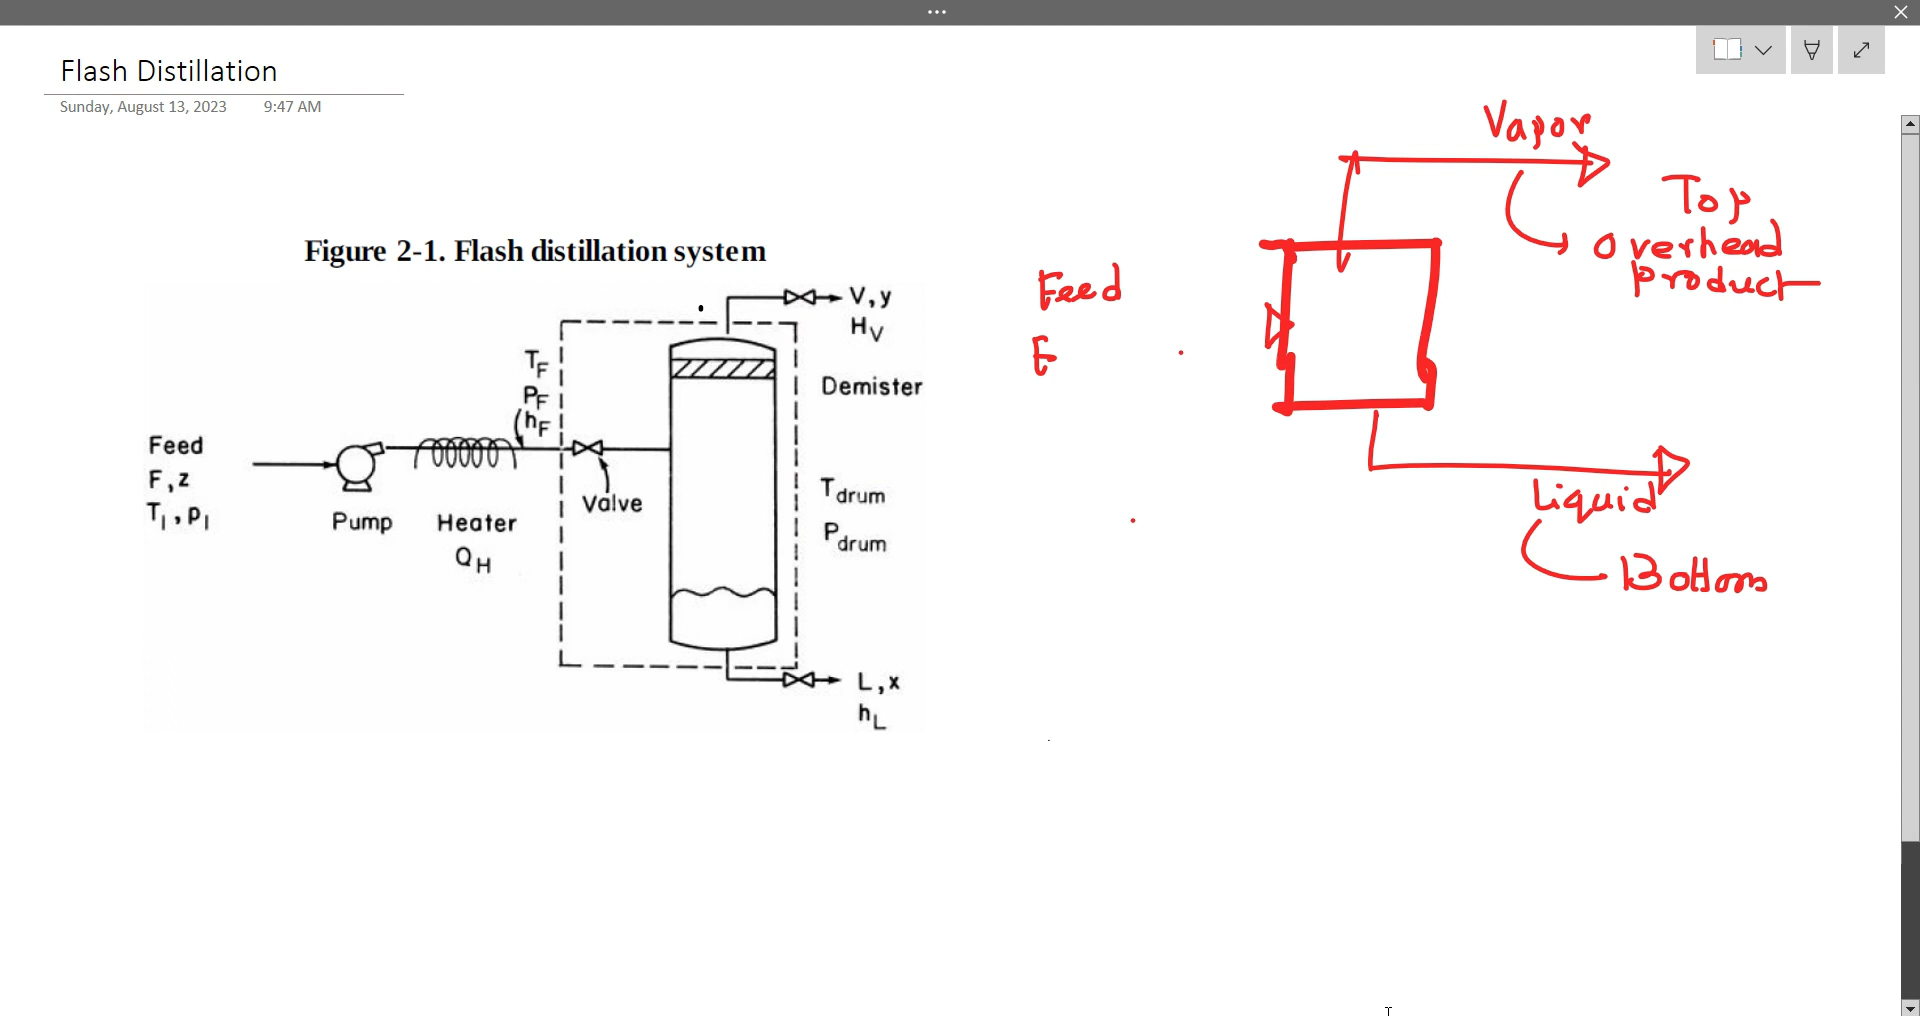 Flash Distillation
Sunday, August 13, 2023 9:47 AM
Figure 2-1. Flash distillation system
V, y
HV
TF
PF
hF
Demister
Feed
F, z
T1, P1
Pump
Heater
QH
Valve
Tdrum
Pdrum
L, x
hL
Vapor
Top
overhead
product
Feed
F
Liquid
Bottoms